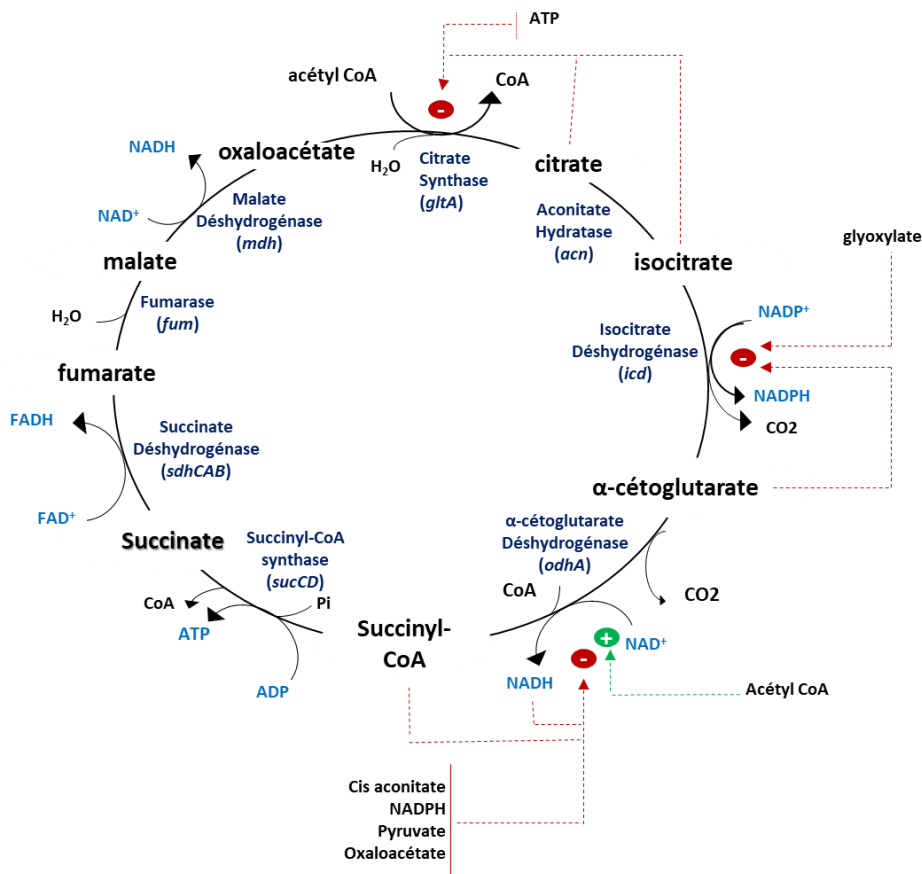 ATP
acétyl CoA
CoA
-
NADH
oxaloacétate
H₂O
Citrate
Synthase
(gltA)
citrate
NAD⁺
Malate
Déshydrogénase
(mdh)
Aconitate
Hydratase
(acn)
glyoxylate
malate
isocitrate
Fumarase
(fum)
H₂O
NADP⁺
Isocitrate
Déshydrogénase
(icd)
-
fumarate
NADPH
CO2
FADH
Succinate
Déshydrogénase
(sdhCAB)
α-cétoglutarate
FAD⁺
α-cétoglutarate
Déshydrogénase
(odhA)
Succinate
Succinyl-CoA
synthase
(sucCD)
CoA
CO2
CoA
Pi
ATP
Succinyl-
CoA
+
NAD⁺
-
NADH
ADP
Acétyl CoA
Cis aconitate
NADPH
Pyruvate
Oxaloacétate